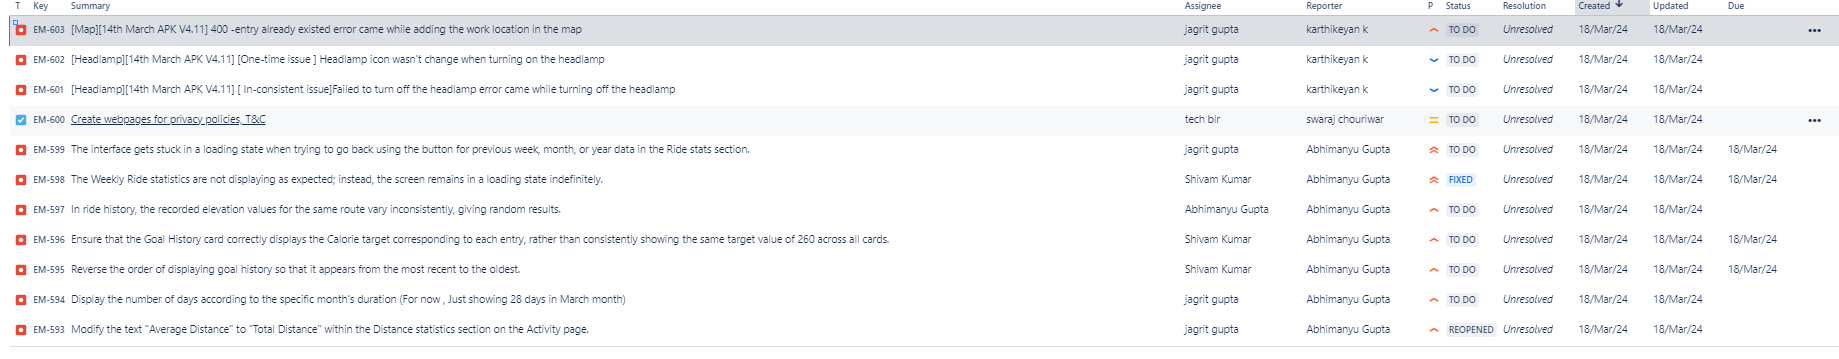 T Key Summary Assignee Reporter P Status Resolution Created Updated Due
EM-603 [Map][14th March APK V4.11] 400 -entry already existed error came while adding the work location in the map jagrit gupta karthikeyan k TO DO Unresolved 18/Mar/24 18/Mar/24
EM-602 [Headlamp][14th March APK V4.11] [One-time issue ] Headlamp icon wasn't change when turning on the headlamp jagrit gupta karthikeyan k TO DO Unresolved 18/Mar/24 18/Mar/24
EM-601 [Headlamp][14th March APK V4.11] [ In-consistent issue]Failed to turn off the headlamp error came while turning off the headlamp jagrit gupta karthikeyan k TO DO Unresolved 18/Mar/24 18/Mar/24
EM-600 Create webpages for privacy policies, T&C tech blr swaraj chouriwar TO DO Unresolved 18/Mar/24 18/Mar/24
EM-599 The interface gets stuck in a loading state when trying to go back using the button for previous week, month, or year data in the Ride stats section. jagrit gupta Abhimanyu Gupta TO DO Unresolved 18/Mar/24 18/Mar/24 18/Mar/24
EM-598 The Weekly Ride statistics are not displaying as expected; instead, the screen remains in a loading state indefinitely. Shivam Kumar Abhimanyu Gupta FIXED Unresolved 18/Mar/24 18/Mar/24 18/Mar/24
EM-597 In ride history, the recorded elevation values for the same route vary inconsistently, giving random results. Abhimanyu Gupta Abhimanyu Gupta TO DO Unresolved 18/Mar/24 18/Mar/24
EM-596 Ensure that the Goal History card correctly displays the Calorie target corresponding to each entry, rather than consistently showing the same target value of 260 across all cards. Shivam Kumar Abhimanyu Gupta TO DO Unresolved 18/Mar/24 18/Mar/24 18/Mar/24
EM-595 Reverse the order of displaying goal history so that it appears from the most recent to the oldest. Shivam Kumar Abhimanyu Gupta TO DO Unresolved 18/Mar/24 18/Mar/24 18/Mar/24
EM-594 Display the number of days according to the specific month's duration (For now , Just showing 28 days in March month) jagrit gupta Abhimanyu Gupta TO DO Unresolved 18/Mar/24 18/Mar/24
EM-593 Modify the text "Average Distance" to "Total Distance" within the Distance statistics section on the Activity page. jagrit gupta Abhimanyu Gupta REOPENED Unresolved 18/Mar/24 18/Mar/24